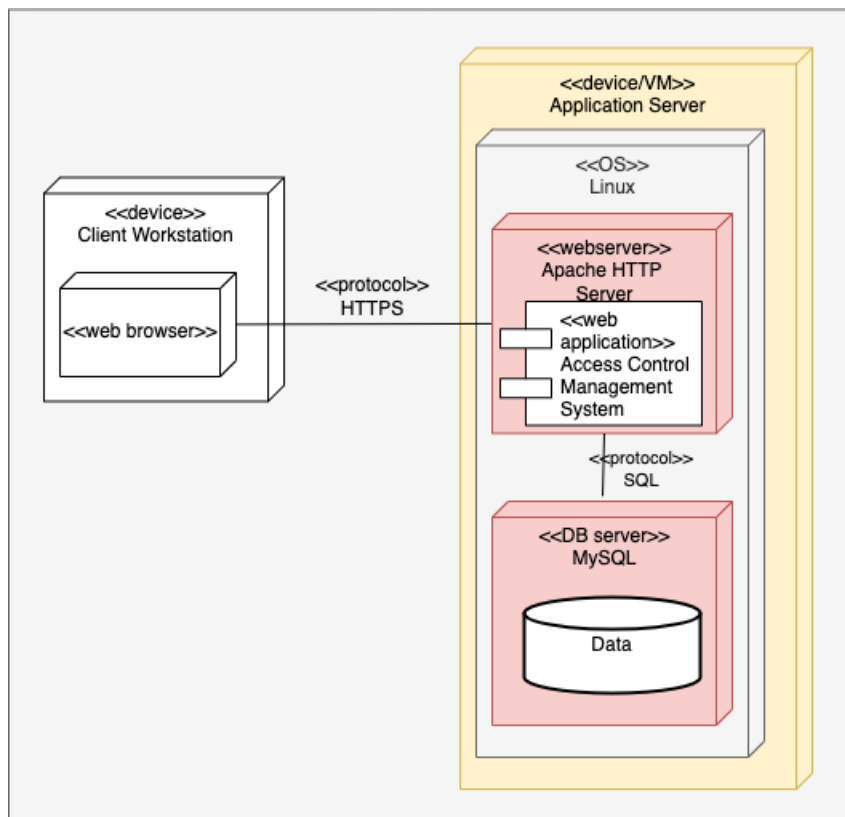 <<device/VM>>
Application Server
<<OS>>
Linux
<<device>>
Client Workstation
<<web browser>>
<<protocol>>
HTTPS
<<webserver>>
Apache HTTP
Server
<<web
application>>
Access Control
Management
System
<<protocol>>
SQL
<<DB server>>
MySQL
Data